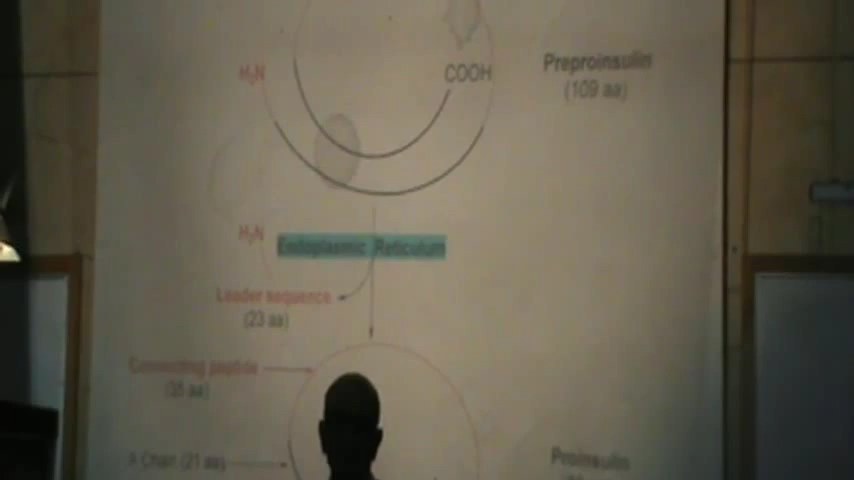 H₂N
COOH
Preproinsulin
(109 aa)
H₂N
Endoplasmic Reticulum
Leader sequence
(23 aa)
Connecting peptide
(35 aa)
A Chain (21 aa)
Proinsulin